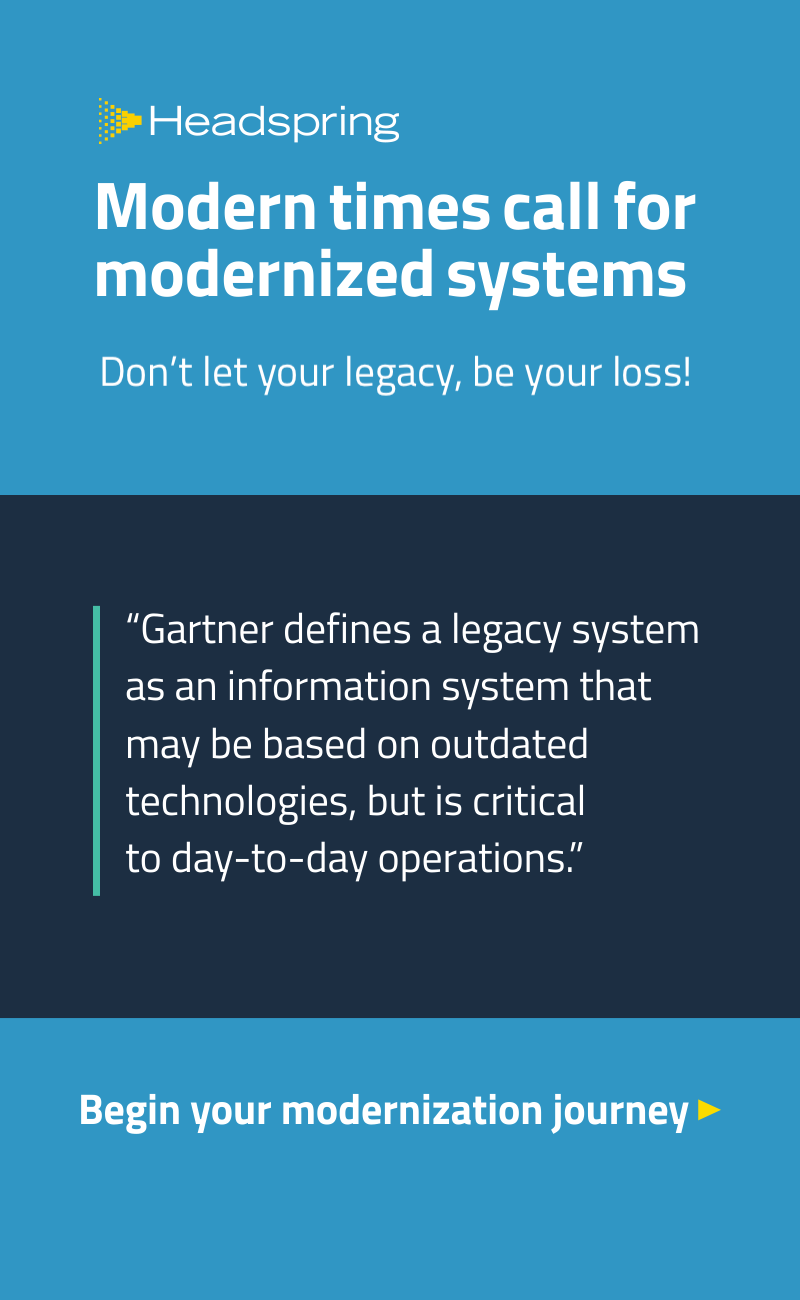 Headspring
Modern times call for
modernized systems
Don’t let your legacy, be your loss!
“Gartner defines a legacy system
as an information system that
may be based on outdated
technologies, but is critical
to day-to-day operations.”
Begin your modernization journey